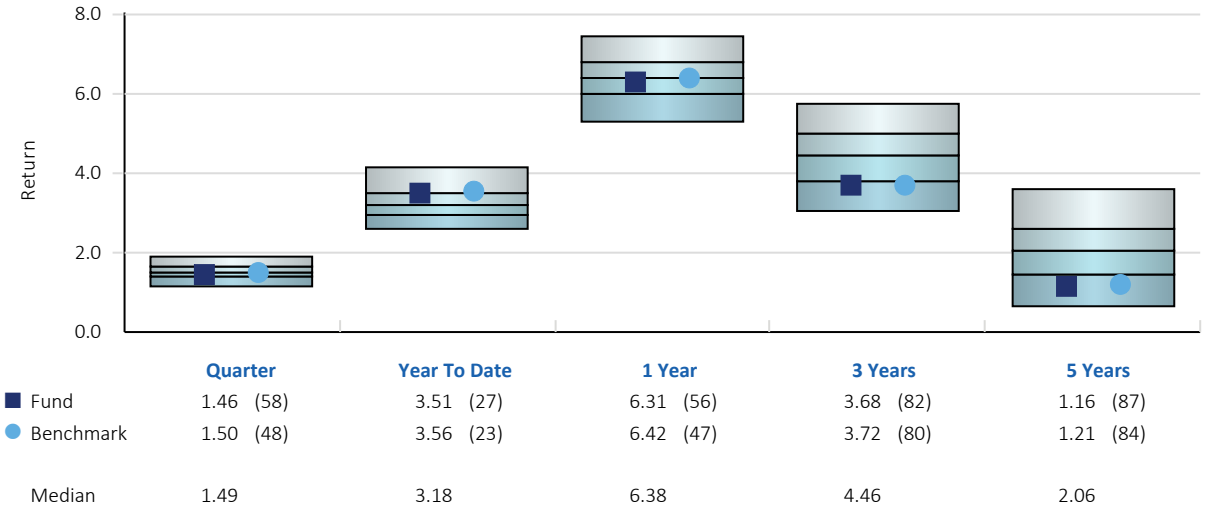 8.0
6.0
4.0
2.0
0.0
Return
Quarter Year To Date 1 Year 3 Years 5 Years
Fund 1.46 (58) 3.51 (27) 6.31 (56) 3.68 (82) 1.16 (87)
Benchmark 1.50 (48) 3.56 (23) 6.42 (47) 3.72 (80) 1.21 (84)
Median 1.49 3.18 6.38 4.46 2.06